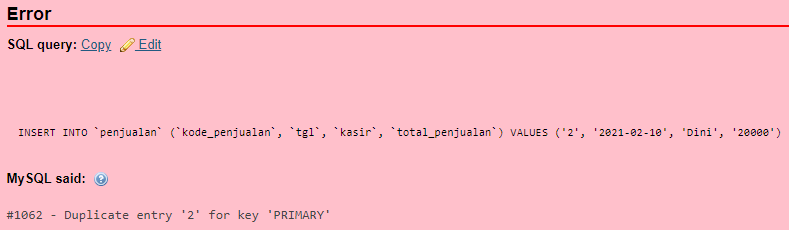 Error
SQL query: Copy Edit
INSERT INTO `penjualan` (`kode_penjualan`, `tgl`, `kasir`, `total_penjualan`) VALUES ('2', '2021-02-10', 'Dini', '20000')
MySQL said:
#1062 - Duplicate entry '2' for key 'PRIMARY'